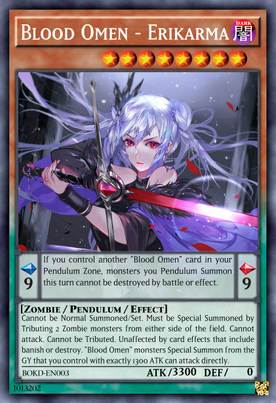 Blood Omen - Erikarma
DARK
闇
If you control another "Blood Omen" card in your
Pendulum Zone, monsters you Pendulum Summon
this turn cannot be destroyed by battle or effect.
9
9
[Zombie / Pendulum / Effect]
Cannot be Normal Summoned/Set. Must be Special Summoned by
Tributing 2 Zombie monsters from either side of the field. Cannot
attack. Cannot be Tributed. Unaffected by card effects that include
banish or destroy. "Blood Omen" monsters Special Summon from the
GY that you control with exactly 1300 ATK can attack directly.
BOKD-EN003
ATK/3300 DEF/ 0
1013202